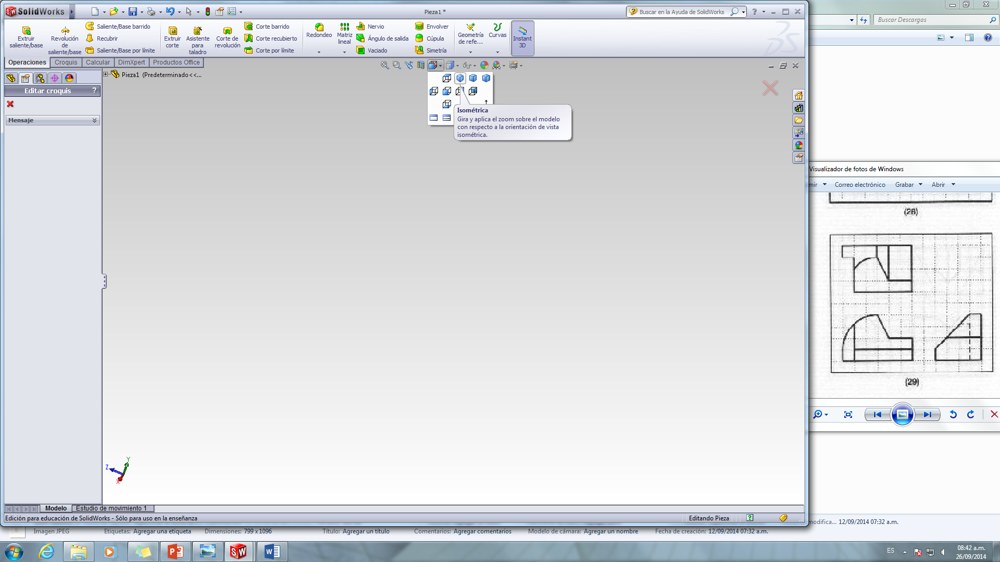 SolidWorks
Pieza1 *
Buscar en la Ayuda de SolidWorks
Buscar Descargas
Extruir saliente/base
Revolución de saliente/base
Saliente/Base barrido
Recubrir
Saliente/Base por límite
Extruir corte
Asistente para taladro
Corte de revolución
Corte barrido
Corte recubierto
Corte por límite
Redondeo
Matriz lineal
Nervio
Ángulo de salida
Vaciado
Envolver
Cúpula
Simetría
Geometría de refe...
Curvas
Instant 3D
Operaciones
Croquis
Calcular
DimXpert
Productos Office
Pieza1 (Predeterminado<<...
Editar croquis ?
Mensaje
Isométrica
Gira y aplica el zoom sobre el modelo
con respecto a la orientación de vista
isométrica.
Visualizador de fotos de Windows
mir
Correo electrónico
Grabar
Abrir
(28)
(29)
Y
Z
X
Modelo
Estudio de movimiento 1
Edición para educación de SolidWorks - Sólo para uso en la enseñanza
Editando Pieza
modifica... 12/09/2014 07:32 a.m.
Imagen JPEG
Etiquetas: Agregar una etiqueta
Dimensiones: 799 x 1096
Título: Agregar un título
Comentarios: Agregar comentarios
Modelo de cámara: Agregar un nombre
Fecha de creación: 12/09/2014 07:32 a.m.
ES
08:42 a.m.
26/09/2014